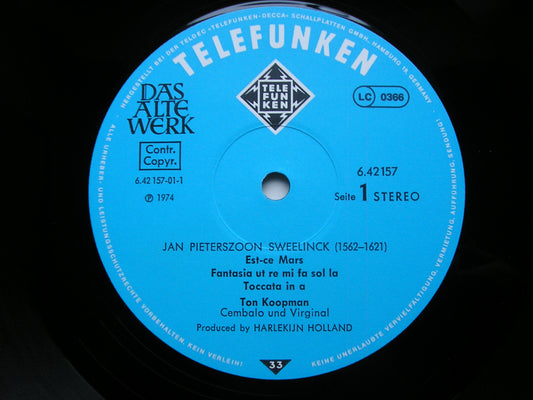 HERGESTELLT BEI DER TELDEC »TELEFUNKEN-DECCA« SCHALLPLATTEN GMBH, HAMBURG 19, GERMANY
TELEFUNKEN
TELE
FUN
KEN
DAS
ALTE
WERK
LC 0366
Contr.
Copyr.
6.42 157-01-1
℗ 1974
6.42157
Seite 1 STEREO
JAN PIETERSZOON SWEELINCK (1562–1621)
Est-ce Mars
Fantasia ut re mi fa sol la
Toccata in a
Ton Koopman
Cembalo und Virginal
Produced by HARLEKIJN HOLLAND
33
ALLE URHEBER- UND LEISTUNGSSCHUTZRECHTE VORBEHALTEN. KEIN VERLEIH!
KEINE UNERLAUBTE VERVIELFÄLTIGUNG, VERMIETUNG, AUFFÜHRUNG, SENDUNG!